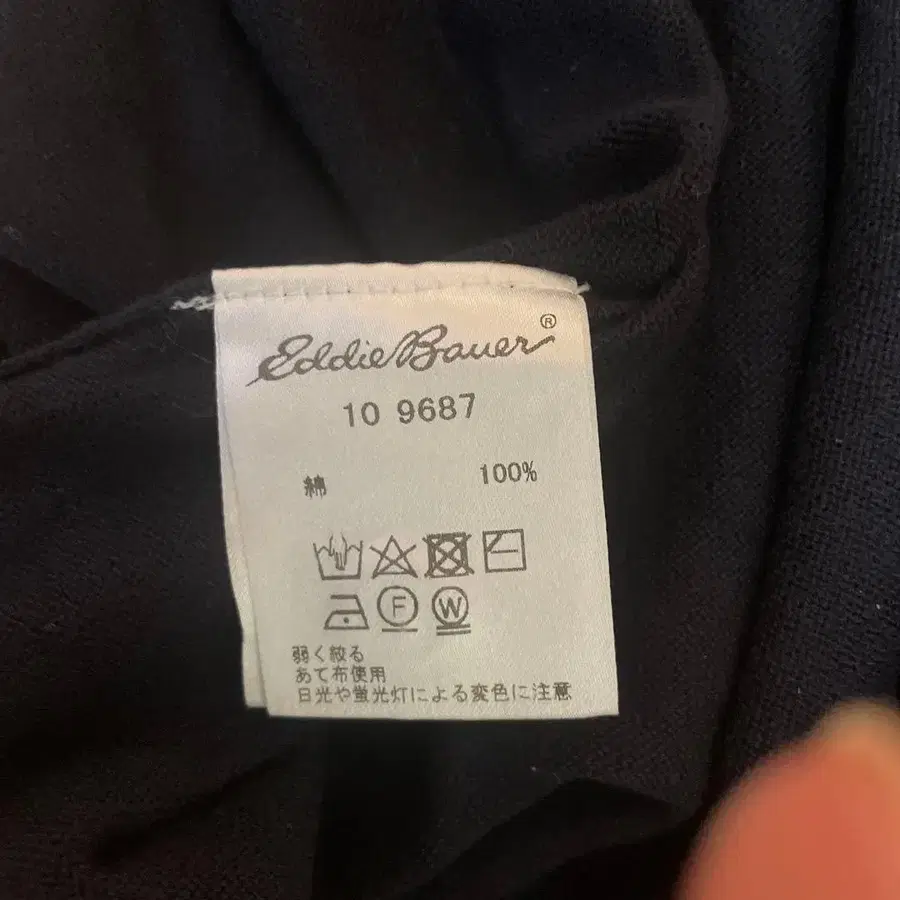 Eddie Bauer®
10 9687
綿 100%
F W
弱く絞る
あて布使用
日光や蛍光灯による変色に注意